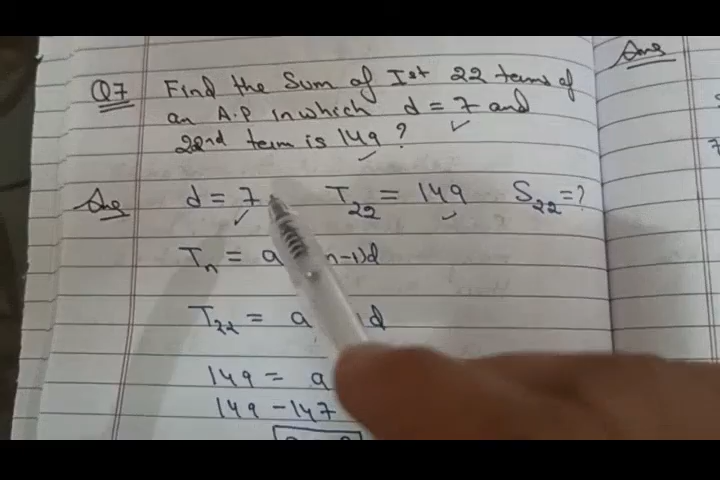 Q7 Find the Sum of Ist 22 terms of
an A.P in which d = 7 and
22nd term is 149 ?
Ans d = 7 T22 = 149 S22 = ?
Tn = a n-1)d
T22 = a d
149 = a
149 - 147
Ans